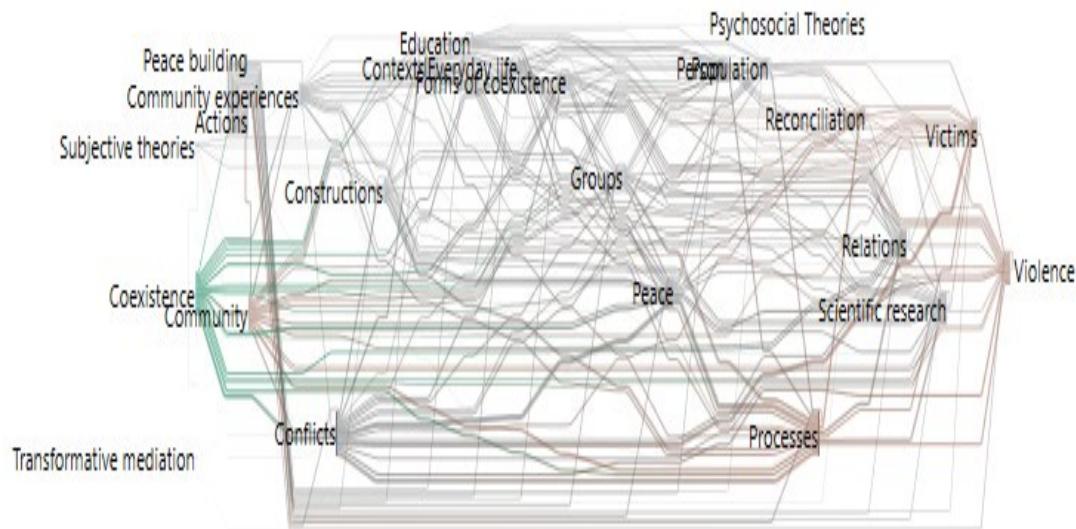 Psychosocial Theories
Education
Peace building
Contexts
Everyday life
Forms of coexistence
Person
Population
Community experiences
Actions
Reconciliation
Victims
Subjective theories
Constructions
Groups
Relations
Violence
Coexistence
Community
Peace
Scientific research
Conflicts
Processes
Transformative mediation